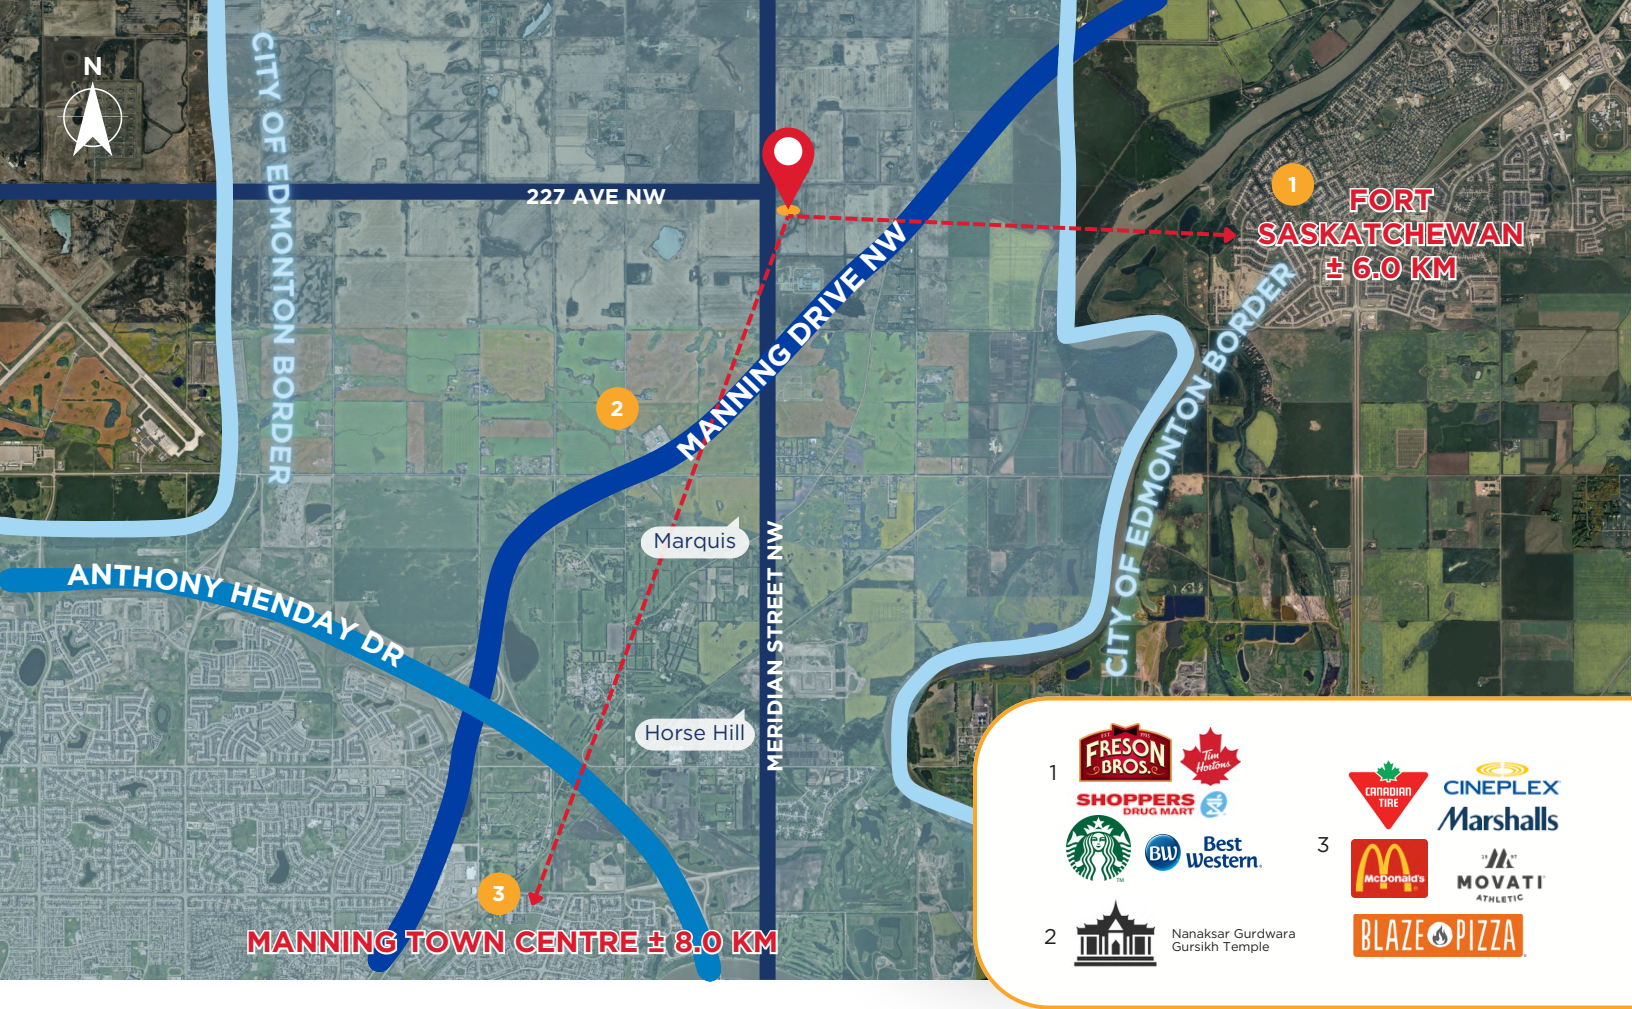 N
CITY OF EDMONTON BORDER
227 AVE NW
1
FORT
SASKATCHEWAN
± 6.0 KM
MANNING DRIVE NW
CITY OF EDMONTON BORDER
2
Marquis
MERIDIAN STREET NW
ANTHONY HENDAY DR
Horse Hill
3
MANNING TOWN CENTRE ± 8.0 KM
1
FRESON
BROS.
Tim
Hortons
SHOPPERS
DRUG MART
BW
Best
Western.
TM
2
Nanaksar Gurdwara
Gursikh Temple
3
CANADIAN
TIRE
CINEPLEX
Marshalls
McDonald's
MOVATI
ATHLETIC
BLAZE PIZZA